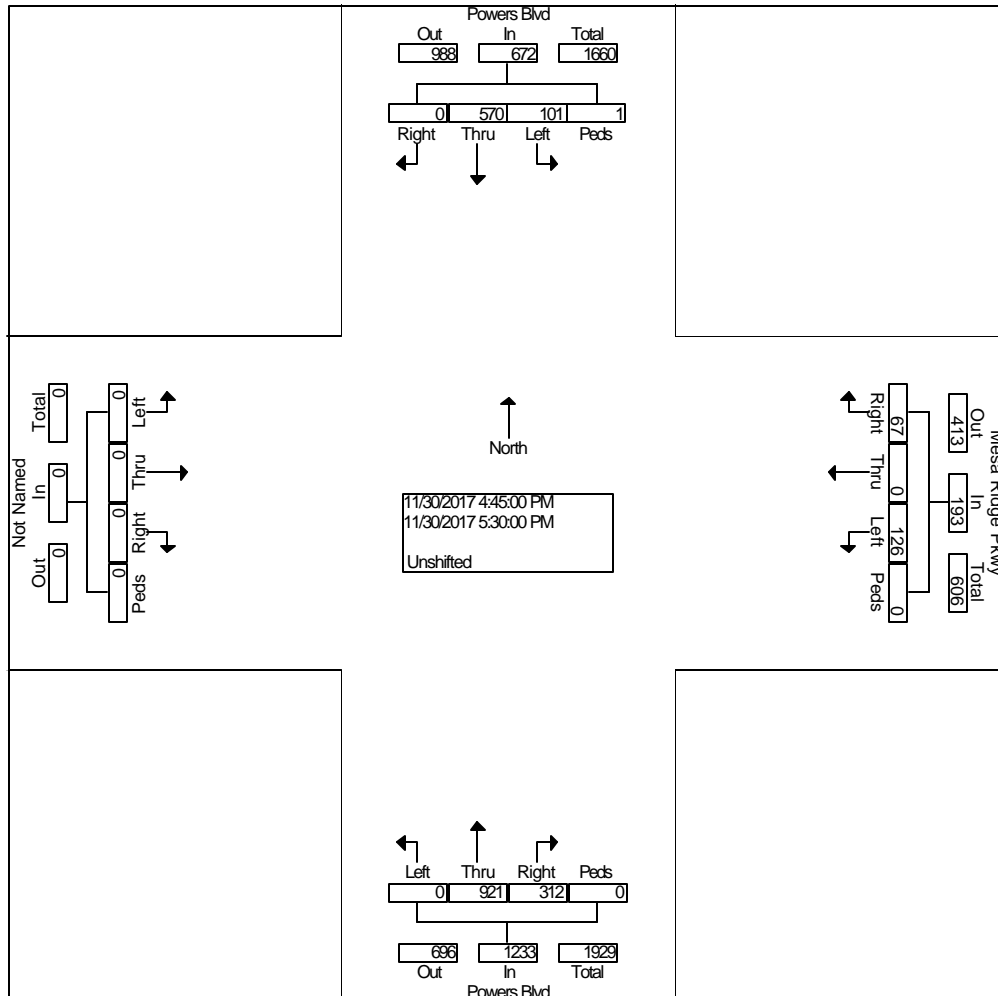 Powers Blvd
Out In Total
988 672 1660
0 570 101 1
Right Thru Left Peds
Not Named
Total In Out
0 0 0
0 0 0 0
Left Thru Right Peds
North
11/30/2017 4:45:00 PM
11/30/2017 5:30:00 PM
Unshifted
Mesa Ridge Pkwy
Out In Total
413 193 606
67 0 126 0
Right Thru Left Peds
Left Thru Right Peds
0 921 312 0
696 1233 1929
Out In Total
Powers Blvd